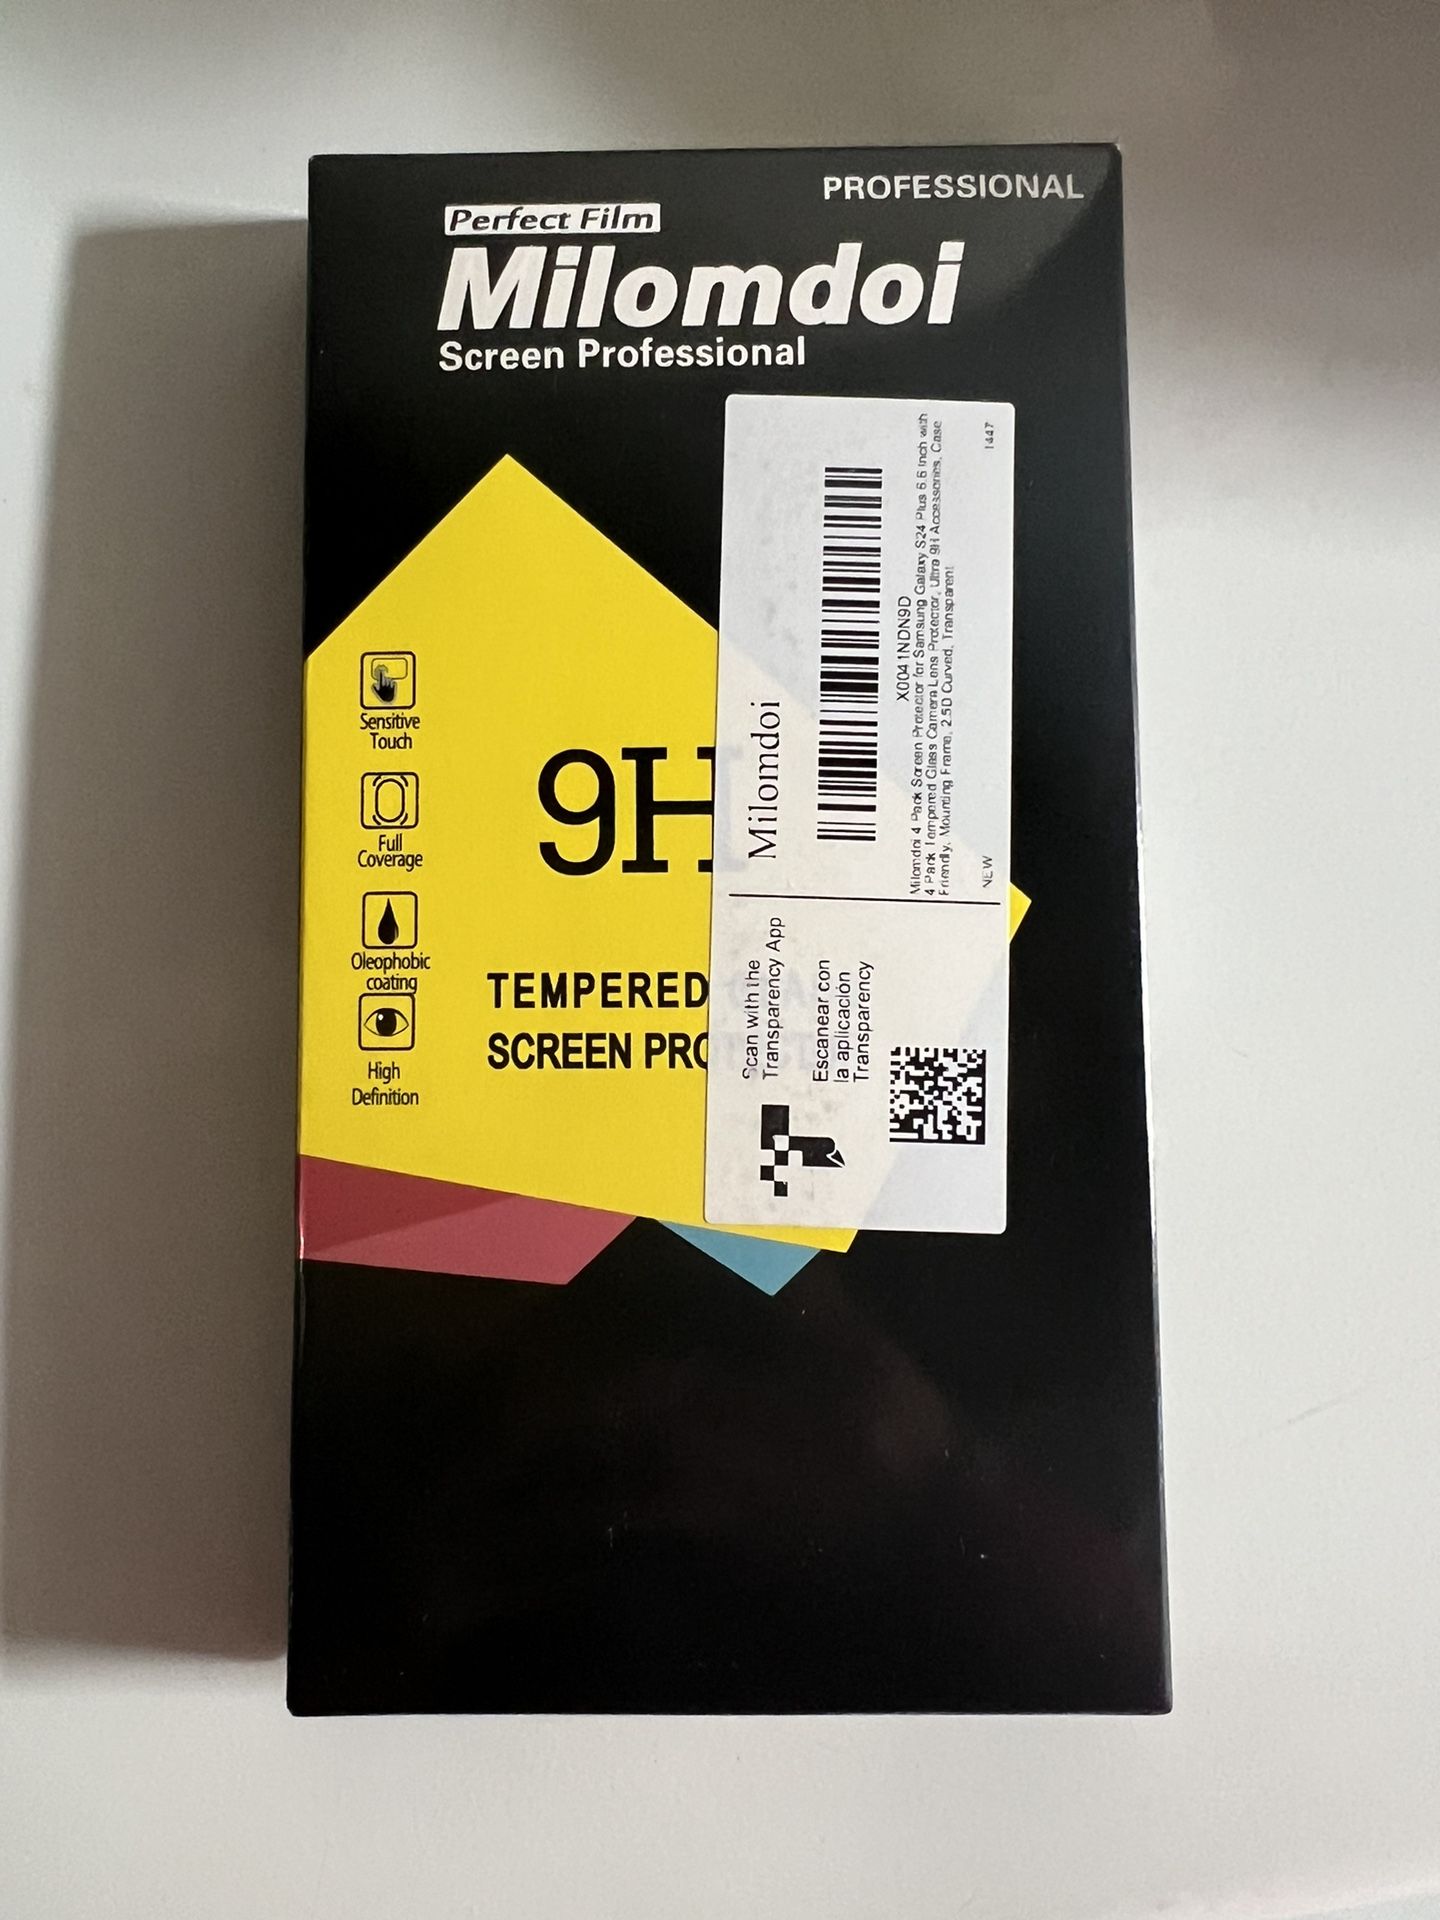 PROFESSIONAL
Perfect Film
Milomdoi
Screen Professional
Sensitive
Touch
Full
Coverage
Oleophobic
coating
High
Definition
9H
TEMPERED
SCREEN PRO
Milomdoi
X0041NDN9D
Milomdoi 4 Pack Screen Protector for Samsung Galaxy S24 Plus 6.6 Inch with
4 Pack Tempered Glass Camera Lens Protector, Ultra 9H Accessories, Case
Friendly, Mounting Frame, 2.5D Curved, Transparent
NEW
1447
Scan with the
Transparency App
Escanear con
la aplicación
Transparency